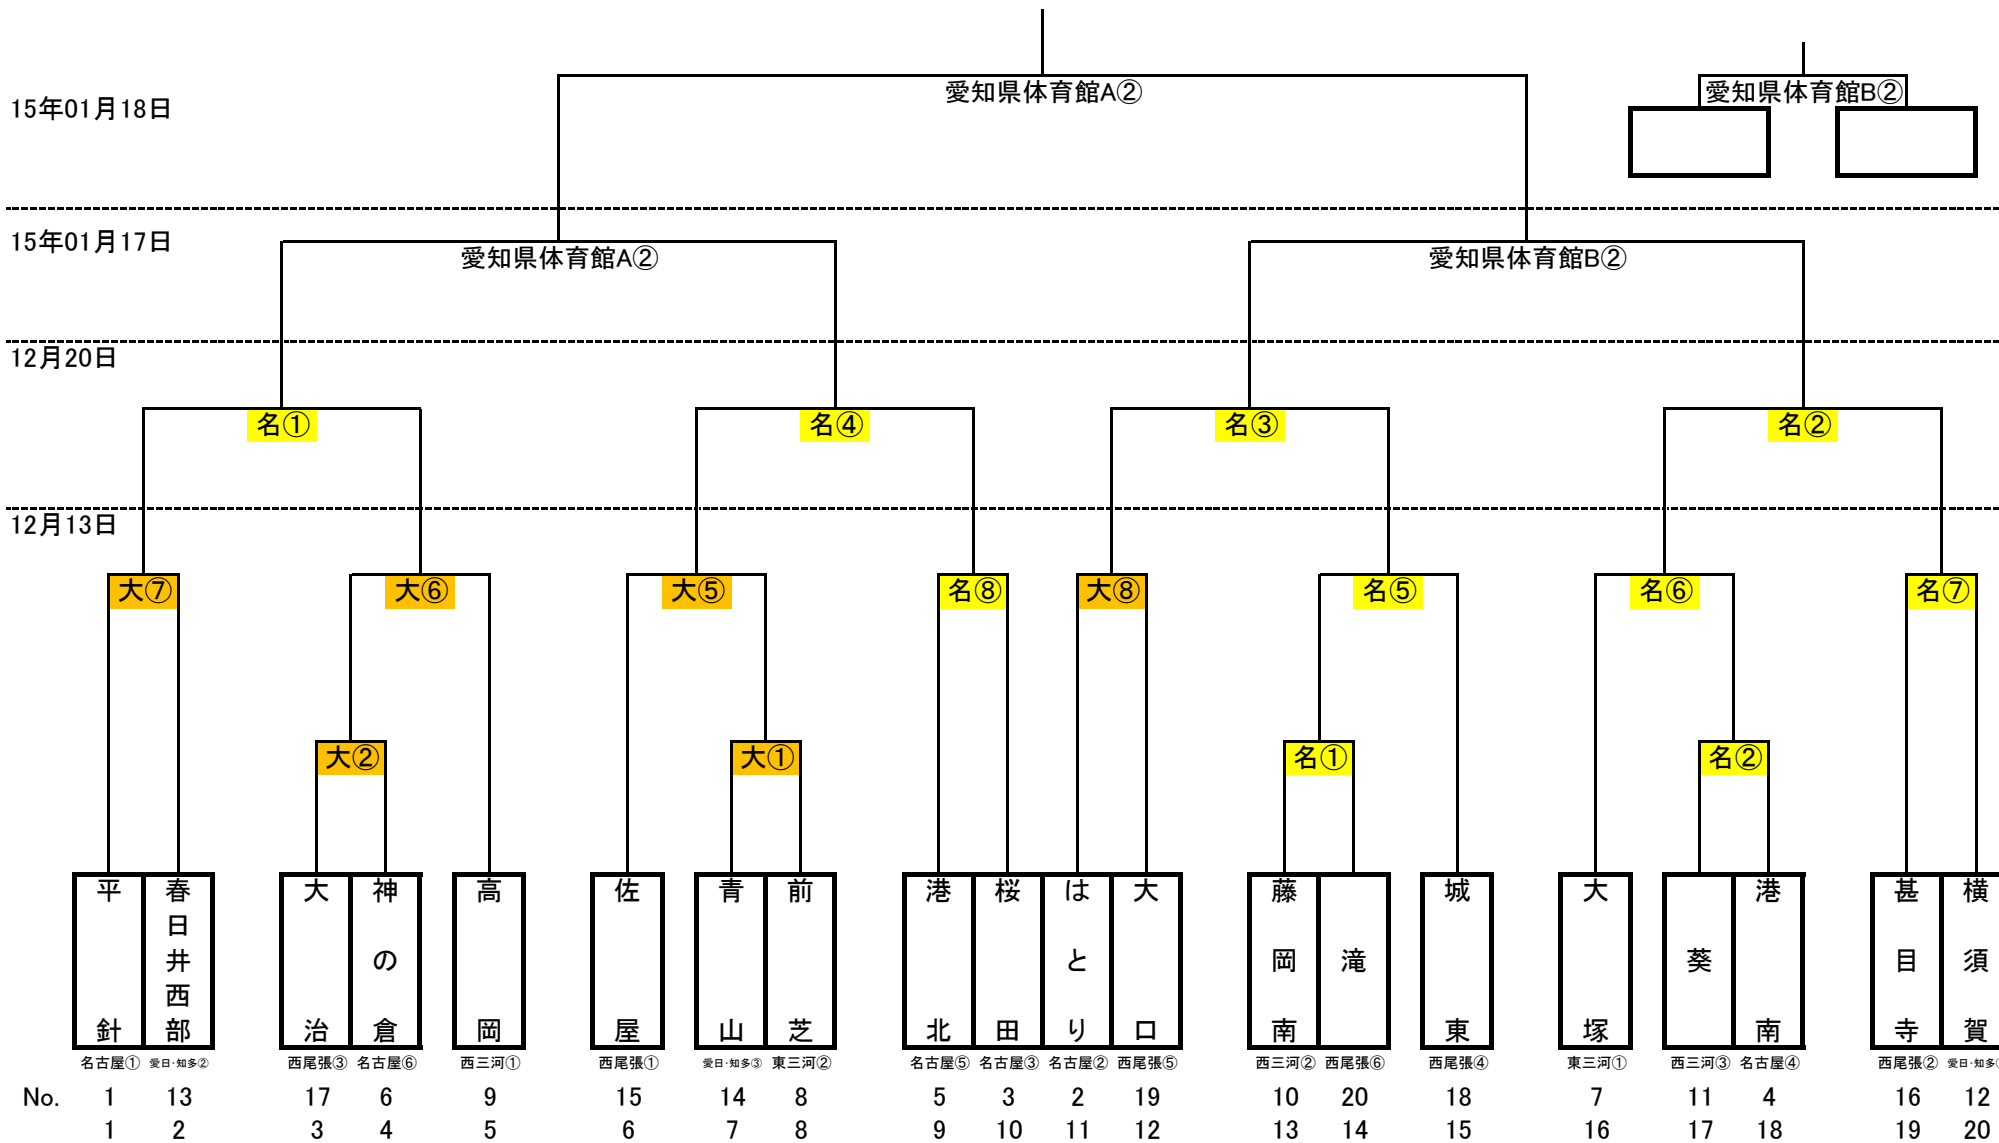 愛知県体育館A② 愛知県体育館B②
15年01月18日
15年01月17日
愛知県体育館A② 愛知県体育館B②
12月20日
名① 名④ 名③ 名②
12月13日
大⑦ 大⑥ 大⑤ 名⑧ 大⑧ 名⑤ 名⑥ 名⑦
大② 大① 名① 名②
平針 春日井西部 大治 神の倉 高岡 佐屋 青山 前芝 港北 桜田 はとり 大口 藤岡南 滝 城東 大塚 葵 港南 甚目寺 横須賀
名古屋① 愛日・知多② 西尾張③ 名古屋⑥ 西三河① 西尾張① 愛日・知多③ 東三河② 名古屋⑤ 名古屋③ 名古屋② 西尾張⑤ 西三河② 西尾張⑥ 西尾張④ 東三河① 西三河③ 名古屋④ 西尾張② 愛日・知多
No. 1 13 17 6 9 15 14 8 5 3 2 19 10 20 18 7 11 4 16 12
1 2 3 4 5 6 7 8 9 10 11 12 13 14 15 16 17 18 19 20